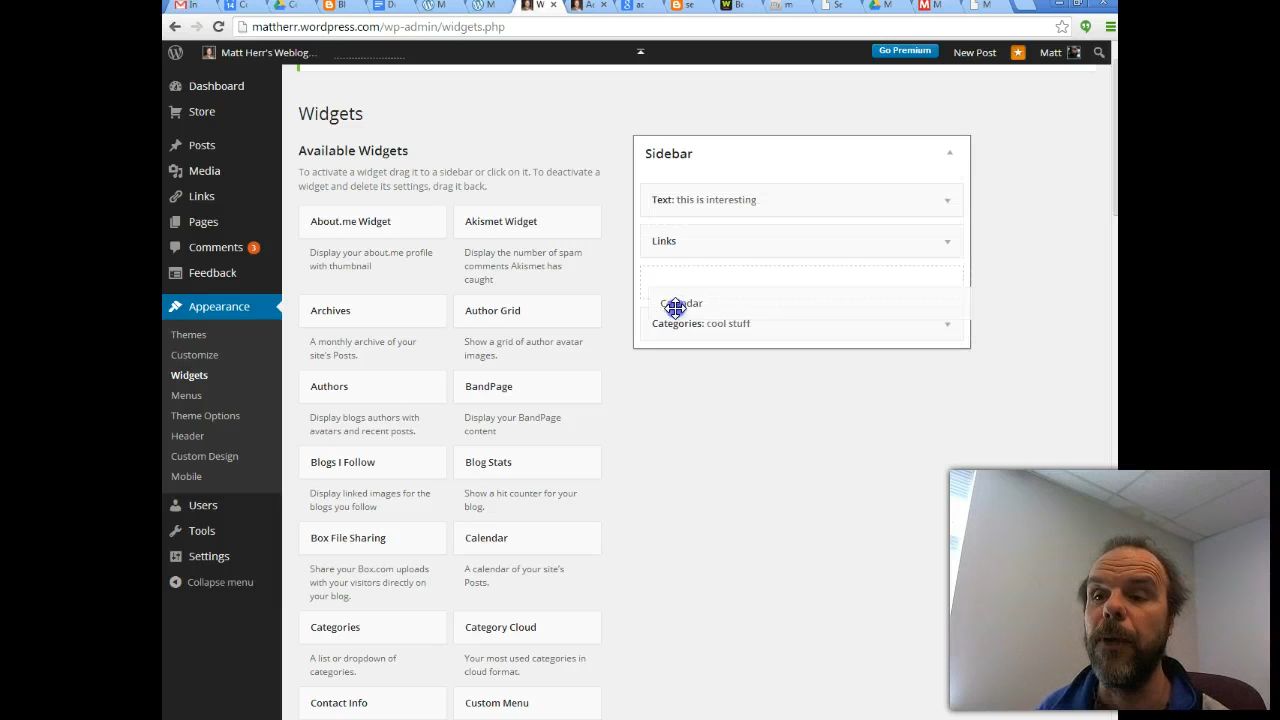 In
14 C
G
Bl
D
M
M
W
Ac
ac
se
Be
m
Se
M
M
M
mattherr.wordpress.com/wp-admin/widgets.php
Matt Herr's Weblog...
Go Premium
New Post
Matt
Dashboard
Store
Posts
Media
Links
Pages
Comments 3
Feedback
Appearance
Themes
Customize
Widgets
Menus
Theme Options
Header
Custom Design
Mobile
Users
Tools
Settings
Collapse menu
Widgets
Available Widgets
To activate a widget drag it to a sidebar or click on it. To deactivate a
widget and delete its settings, drag it back.
About.me Widget
Display your about.me profile
with thumbnail
Akismet Widget
Display the number of spam
comments Akismet has
caught
Archives
A monthly archive of your
site's Posts.
Author Grid
Show a grid of author avatar
images.
Authors
Display blogs authors with
avatars and recent posts.
BandPage
Display your BandPage
content
Blogs I Follow
Display linked images for the
blogs you follow
Blog Stats
Show a hit counter for your
blog.
Box File Sharing
Share your Box.com uploads
with your visitors directly on
your blog.
Calendar
A calendar of your site's
Posts.
Categories
A list or dropdown of
categories.
Category Cloud
Your most used categories in
cloud format.
Contact Info
Custom Menu
Sidebar
Text: this is interesting
Links
Calendar
Categories: cool stuff